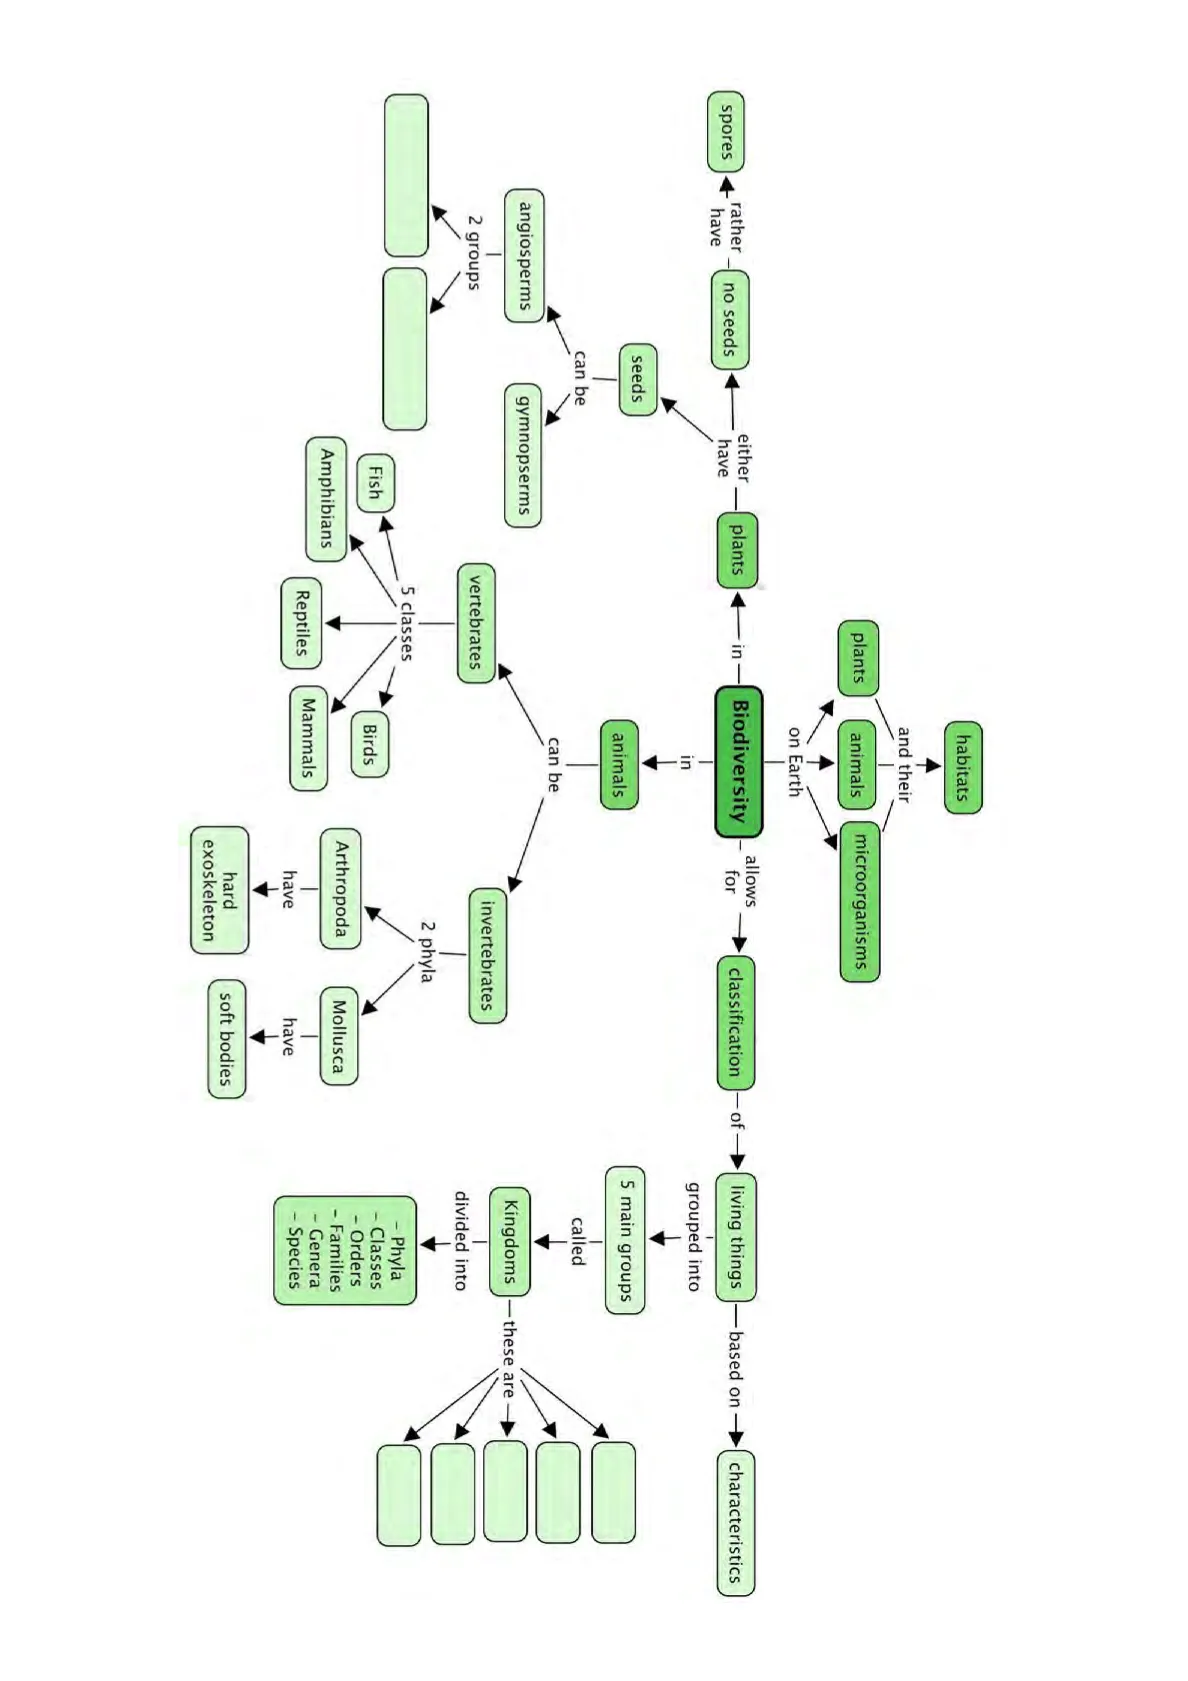 habitats
and their
plants
animals
microorganisms
on Earth
spores
rather
have
no seeds
either
have
plants
in
Biodiversity
allows
for
classification
of
living things
based on
characteristics
in
grouped into
seeds
animals
5 main groups
can be
can be
called
angiosperms
gymnopserms
vertebrates
invertebrates
Kingdoms
these are
2 groups
5 classes
2 phyla
divided into
Fish
Birds
Amphibians
Reptiles
Mammals
Arthropoda
Mollusca
– Phyla
– Classes
– Orders
– Families
– Genera
– Species
have
have
hard
exoskeleton
soft bodies